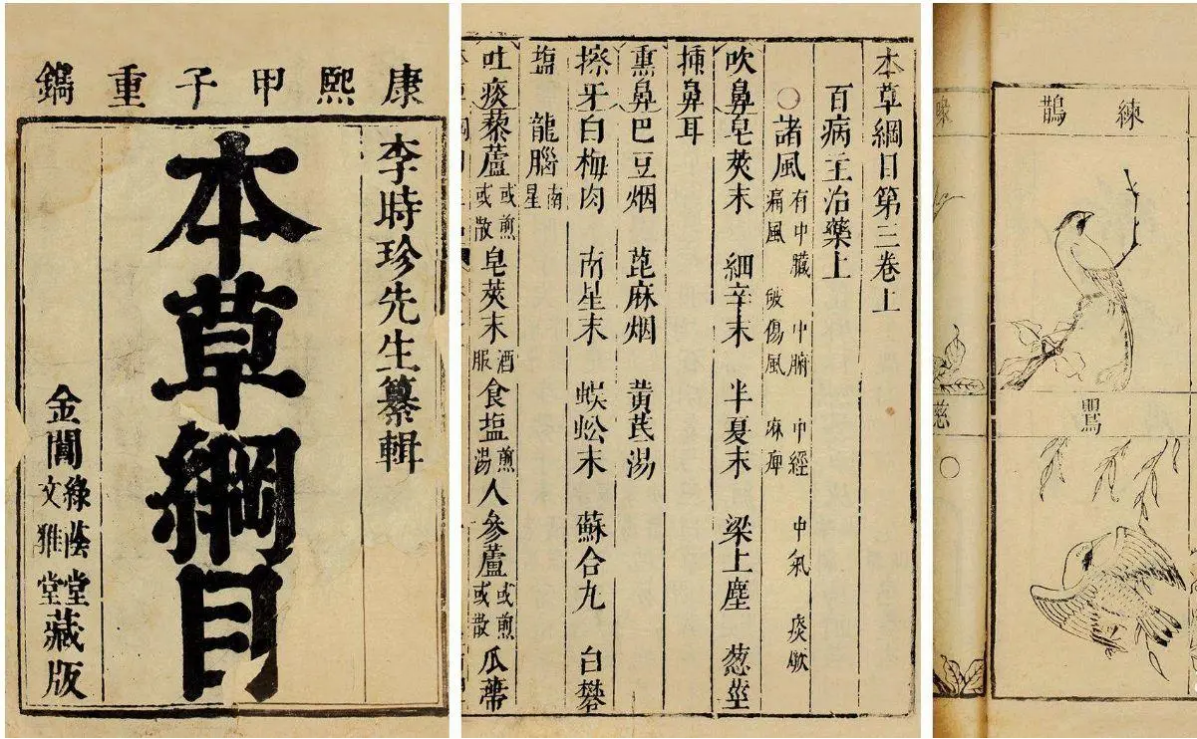 康熙甲子重鐫
李時珍先生纂輯
本草綱目
金閶綠蔭堂文雅堂藏版
本草綱目第三卷上
百病主治藥上
○諸風有中臟 中腑 中經 中氣 痰厥 痛風 破傷風 麻痺
吹鼻皂莢末 細辛末 半夏末 梁上塵 葱莖
插鼻耳
熏鼻巴豆烟 蓖麻烟 黄芪湯
擦牙白梅肉 南星末 蜈蚣末 蘇合丸 白礬
塩 龍腦南星
吐痰藜蘆或煎或散 皂莢末酒服 食塩煎湯 人參蘆或煎或散 瓜蒂
練鵲
鸎